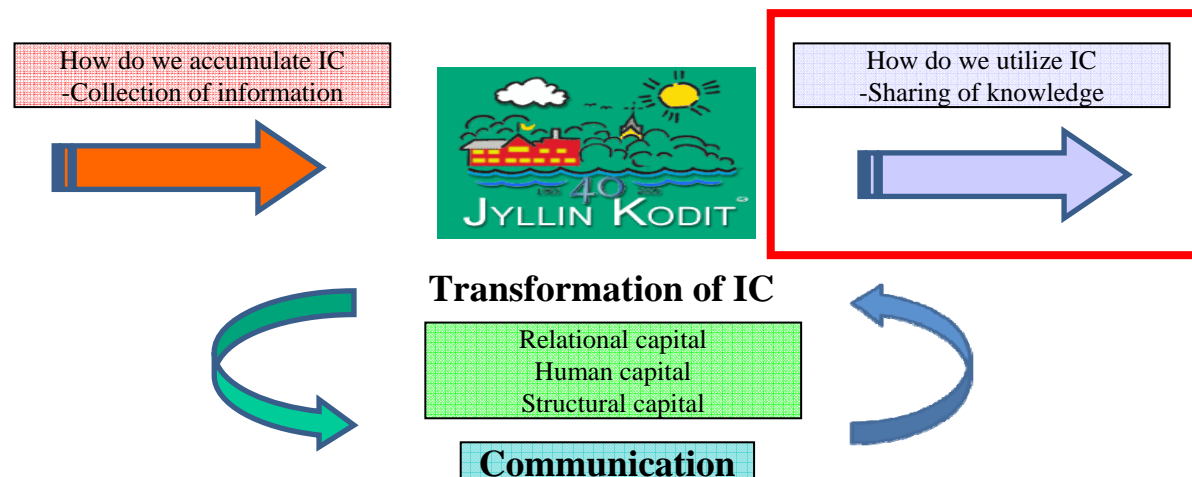 How do we accumulate IC
-Collection of information
How do we utilize IC
-Sharing of knowledge
40
JYLLIN KODIT
Transformation of IC
Relational capital
Human capital
Structural capital
Communication